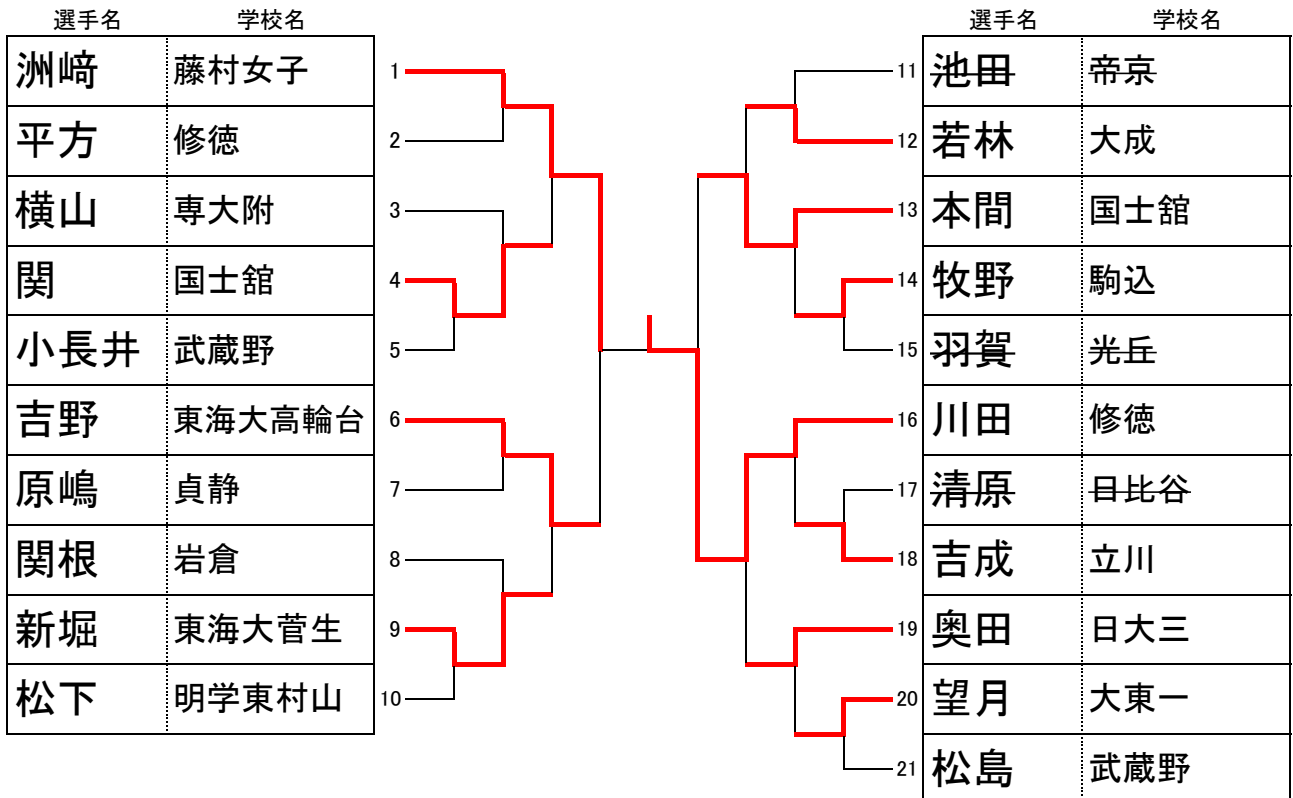 選手名 学校名
洲﨑 藤村女子 1
平方 修徳 2
横山 専大附 3
関 国士舘 4
小長井 武蔵野 5
吉野 東海大高輪台 6
原嶋 貞静 7
関根 岩倉 8
新堀 東海大菅生 9
松下 明学東村山 10
選手名 学校名
11 池田 帝京
12 若林 大成
13 本間 国士舘
14 牧野 駒込
15 羽賀 光丘
16 川田 修徳
17 清原 日比谷
18 吉成 立川
19 奥田 日大三
20 望月 大東一
21 松島 武蔵野